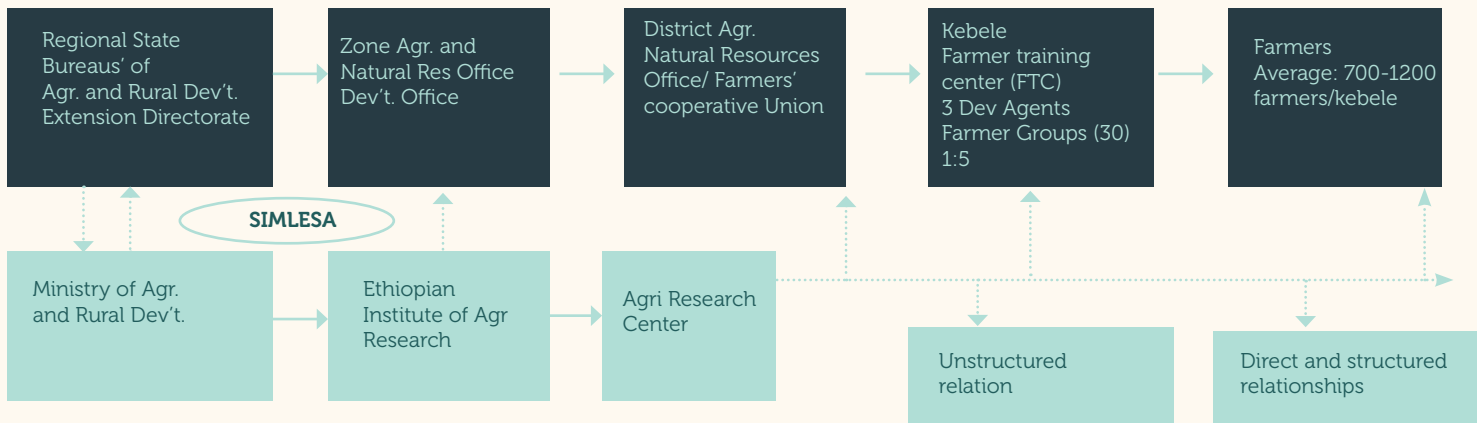 Regional State
Bureaus’ of
Agr. and Rural Dev’t.
Extension Directorate
Zone Agr. and
Natural Res Office
Dev’t. Office
District Agr.
Natural Resources
Office/ Farmers’
cooperative Union
Kebele
Farmer training
center (FTC)
3 Dev Agents
Farmer Groups (30)
1:5
Farmers
Average: 700-1200
farmers/kebele
SIMLESA
Ministry of Agr.
and Rural Dev’t.
Ethiopian
Institute of Agr
Research
Agri Research
Center
Unstructured
relation
Direct and structured
relationships